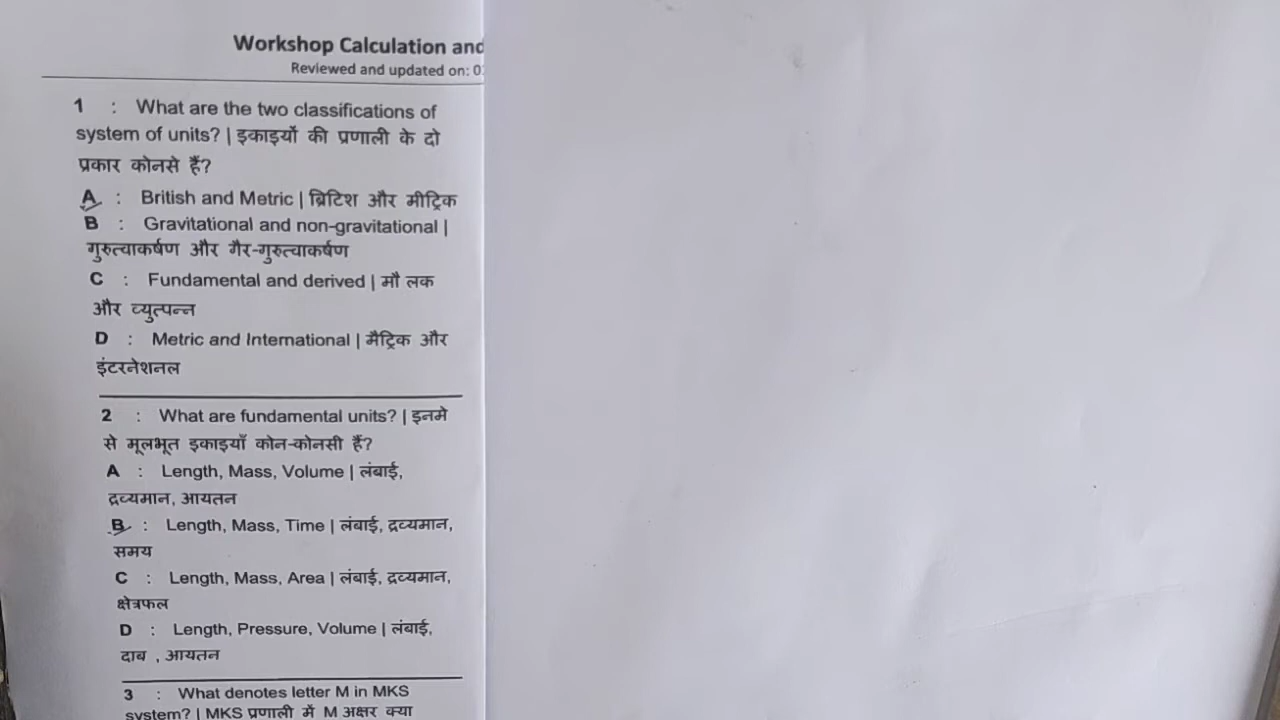 Workshop Calculation and
Reviewed and updated on: 0
1 : What are the two classifications of
system of units? | इकाइयों की प्रणाली के दो
प्रकार कोनसे हैं?
A : British and Metric | ब्रिटिश और मीट्रिक
B : Gravitational and non-gravitational |
गुरुत्वाकर्षण और गैर-गुरुत्वाकर्षण
C : Fundamental and derived | मौ लक
और व्युत्पन्न
D : Metric and International | मैट्रिक और
इंटरनेशनल
2 : What are fundamental units? | इनमे
से मूलभूत इकाइयाँ कोन-कोनसी हैं?
A : Length, Mass, Volume | लंबाई,
द्रव्यमान, आयतन
B : Length, Mass, Time | लंबाई, द्रव्यमान,
समय
C : Length, Mass, Area | लंबाई, द्रव्यमान,
क्षेत्रफल
D : Length, Pressure, Volume | लंबाई,
दाब , आयतन
3 : What denotes letter M in MKS
system? | MKS प्रणाली में M अक्षर क्या